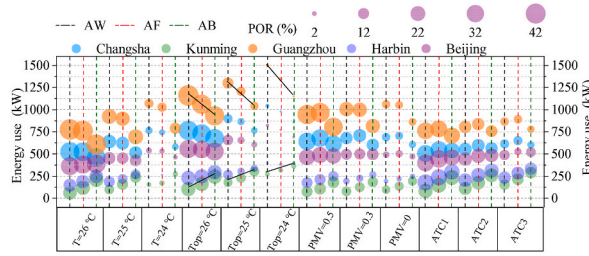 AW AF AB POR (%)
2 12 22 32 42
Changsha Kunming Guangzhou Harbin Beijing
Energy use (kW)
1500
1250
1000
750
500
250
0
1500
1250
1000
750
500
250
0
Energy use (kW)
T=26 °C
T=25 °C
T=24 °C
Top=26 °C
Top=25 °C
Top=24 °C
PMV=0.5
PMV=0.3
PMV=0
ATC1
ATC2
ATC3